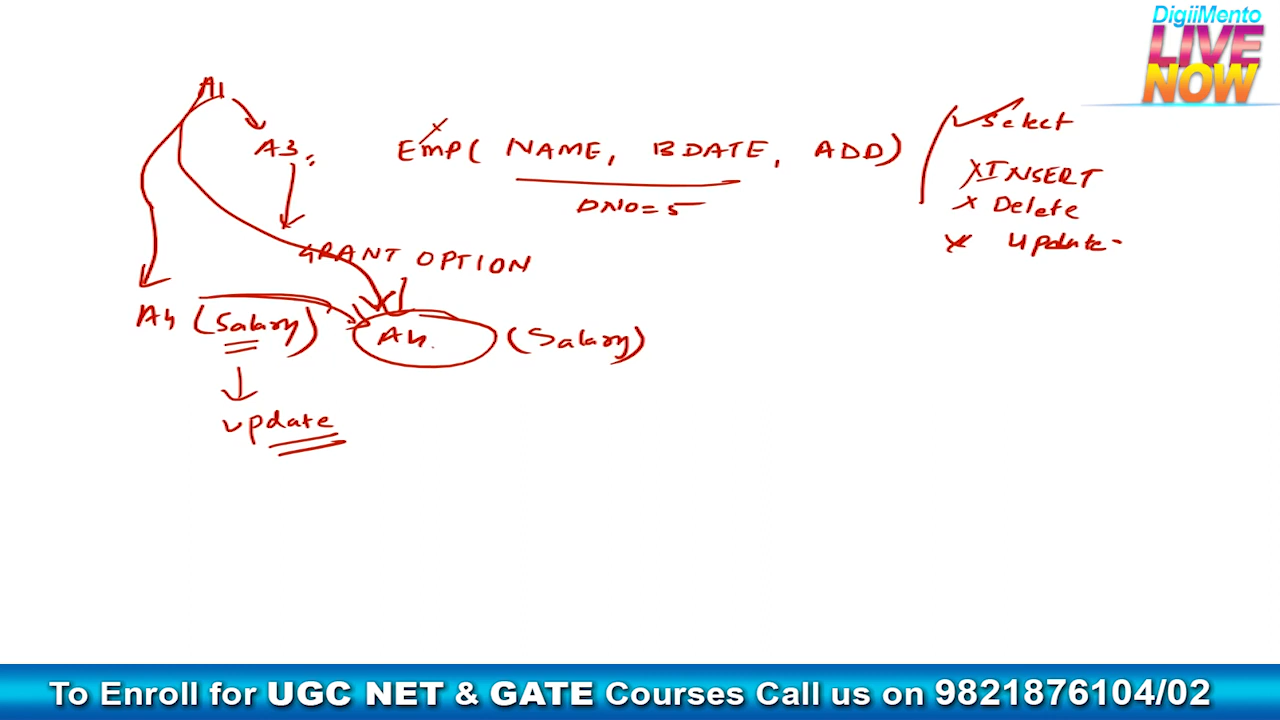 DigiiMento
LIVE
NOW
A1
A3
EMP( NAME, BDATE, ADD)
DNO=5
Select
INSERT
Delete
Update
GRANT OPTION
A4 (Salary)
A4
(Salary)
update
To Enroll for UGC NET & GATE Courses Call us on 9821876104/02